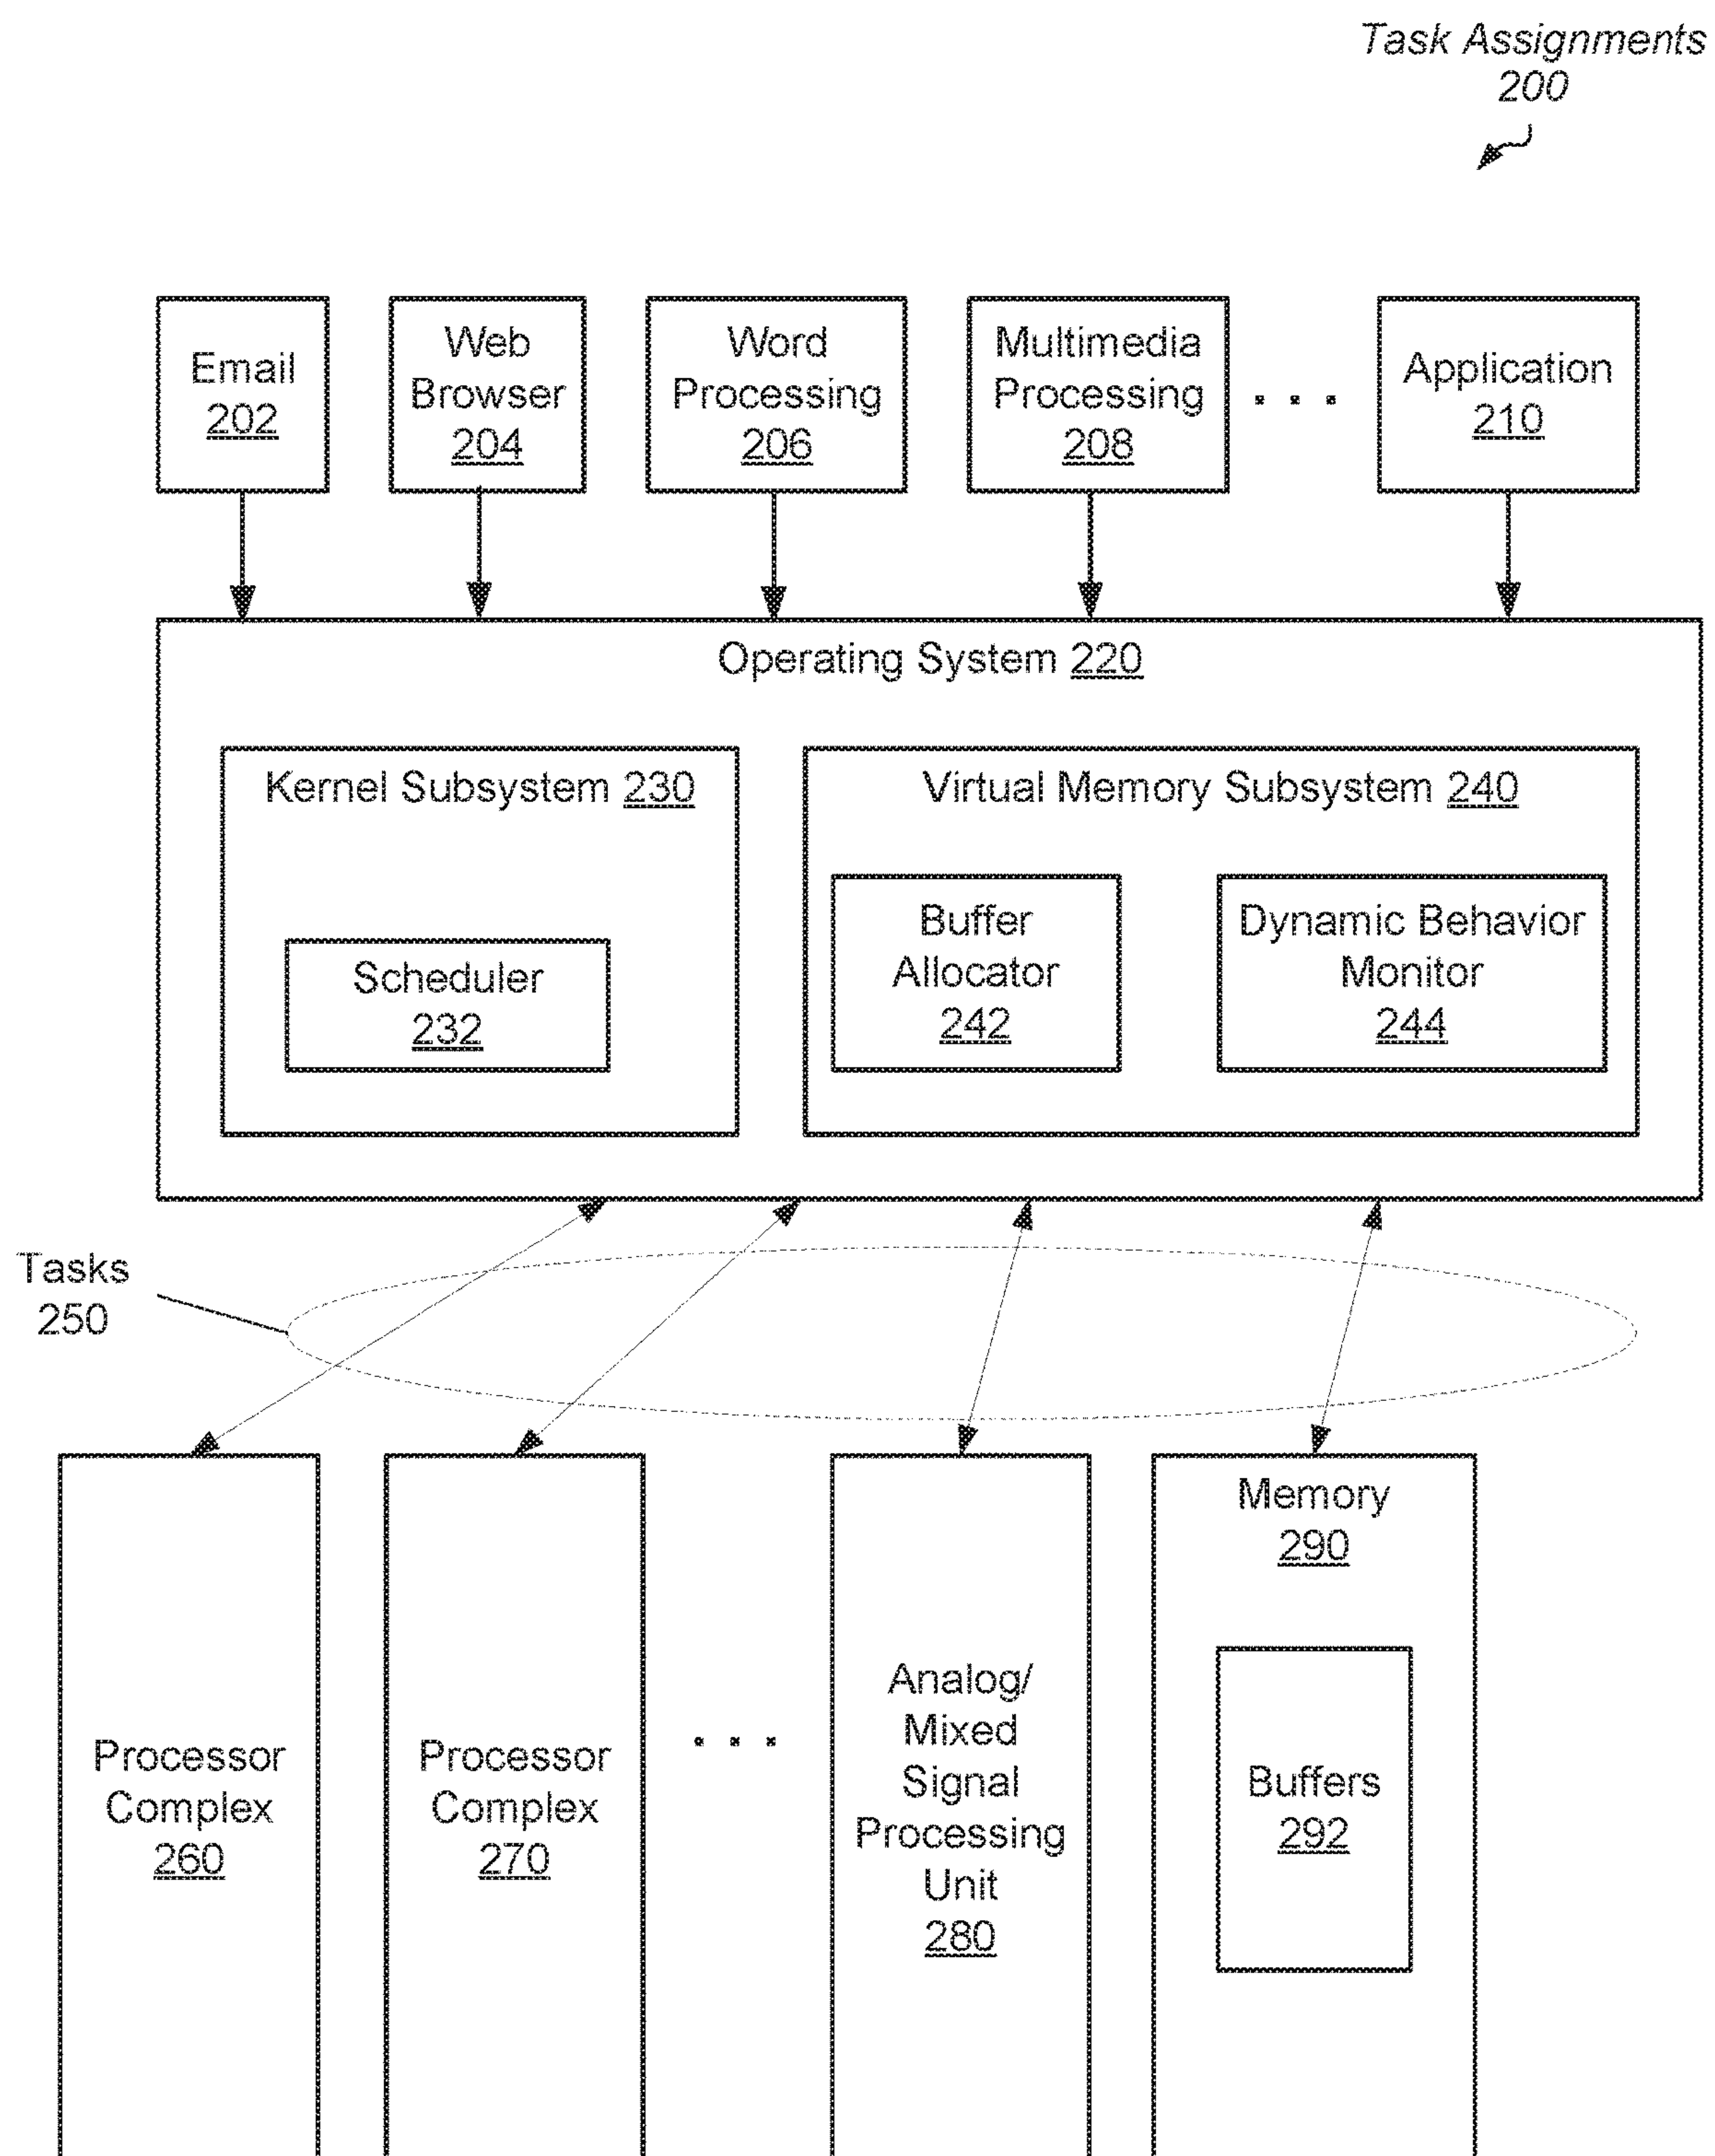 Task Assignments
200
Email
202
Web
Browser
204
Word
Processing
206
Multimedia
Processing
208
. . .
Application
210
Operating System 220
Kernel Subsystem 230
Scheduler
232
Virtual Memory Subsystem 240
Buffer
Allocator
242
Dynamic Behavior
Monitor
244
Tasks
250
Processor
Complex
260
Processor
Complex
270
. . .
Analog/
Mixed
Signal
Processing
Unit
280
Memory
290
Buffers
292